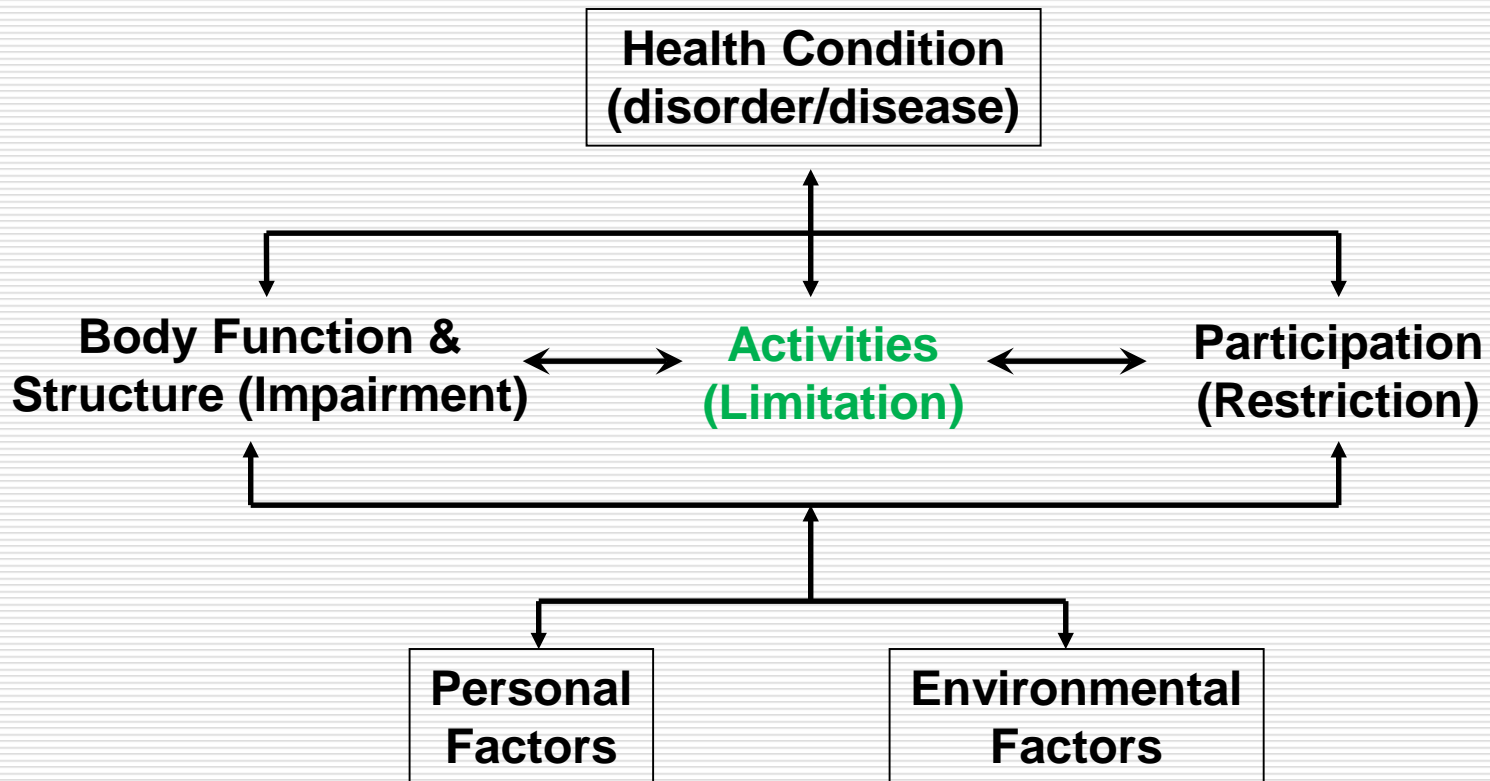 Health Condition
(disorder/disease)
Body Function &
Structure (Impairment)
Activities
(Limitation)
Participation
(Restriction)
Personal
Factors
Environmental
Factors